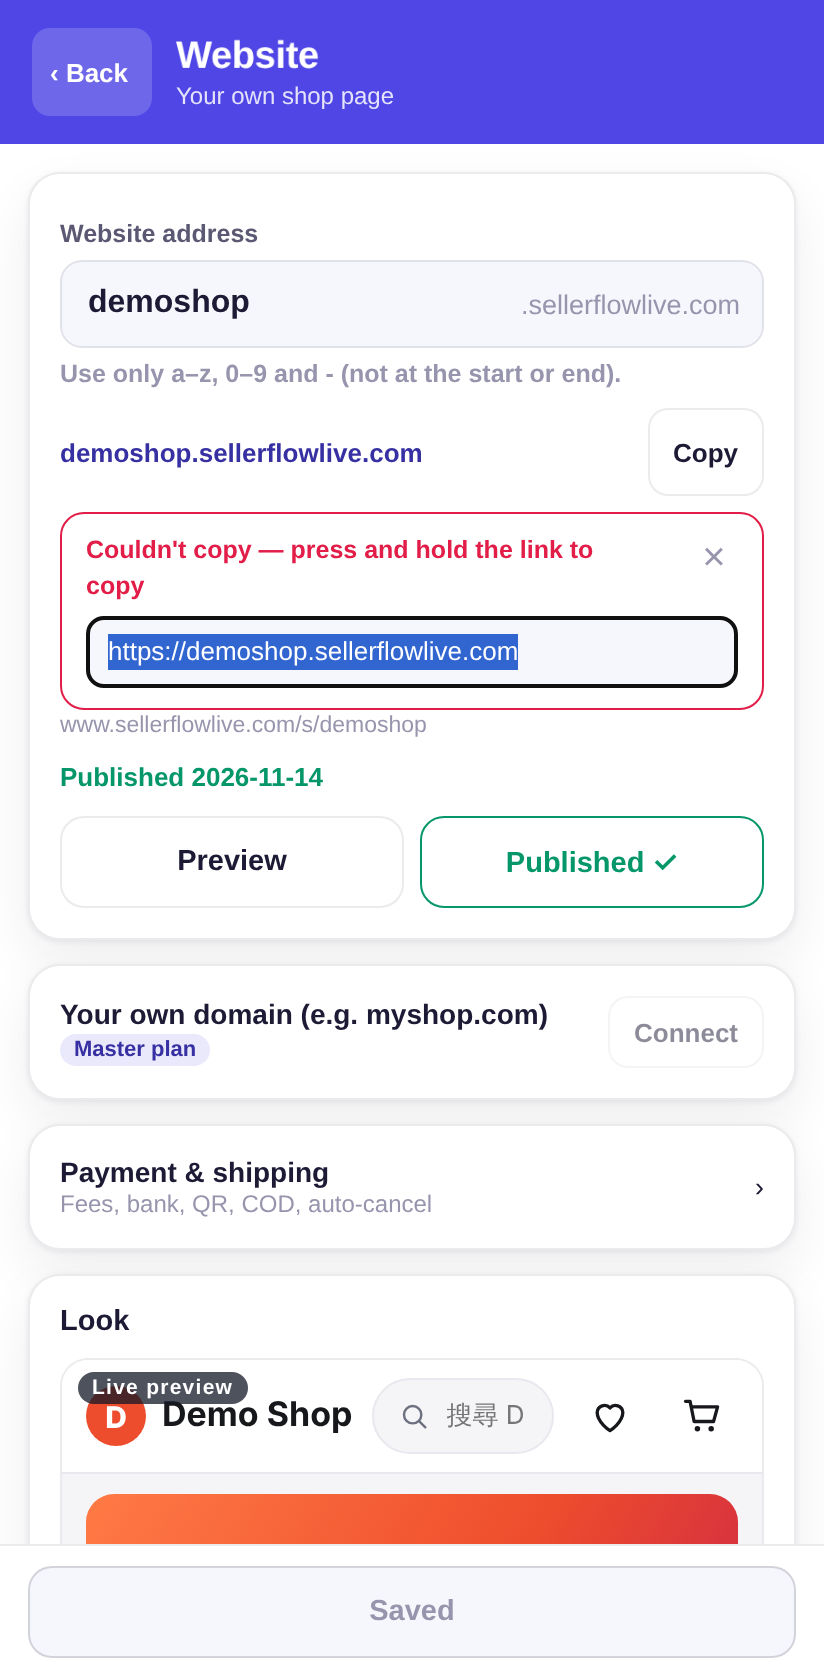 ‹ Back
Website
Your own shop page
Website address
demoshop
.sellerflowlive.com
Use only a–z, 0–9 and - (not at the start or end).
demoshop.sellerflowlive.com
Copy
Couldn't copy — press and hold the link to
copy
✕
https://demoshop.sellerflowlive.com
www.sellerflowlive.com/s/demoshop
Published 2026-11-14
Preview
Published ✓
Your own domain (e.g. myshop.com)
Master plan
Connect
Payment & shipping
Fees, bank, QR, COD, auto-cancel
›
Look
Live preview
D
Demo Shop
搜尋 D
Saved